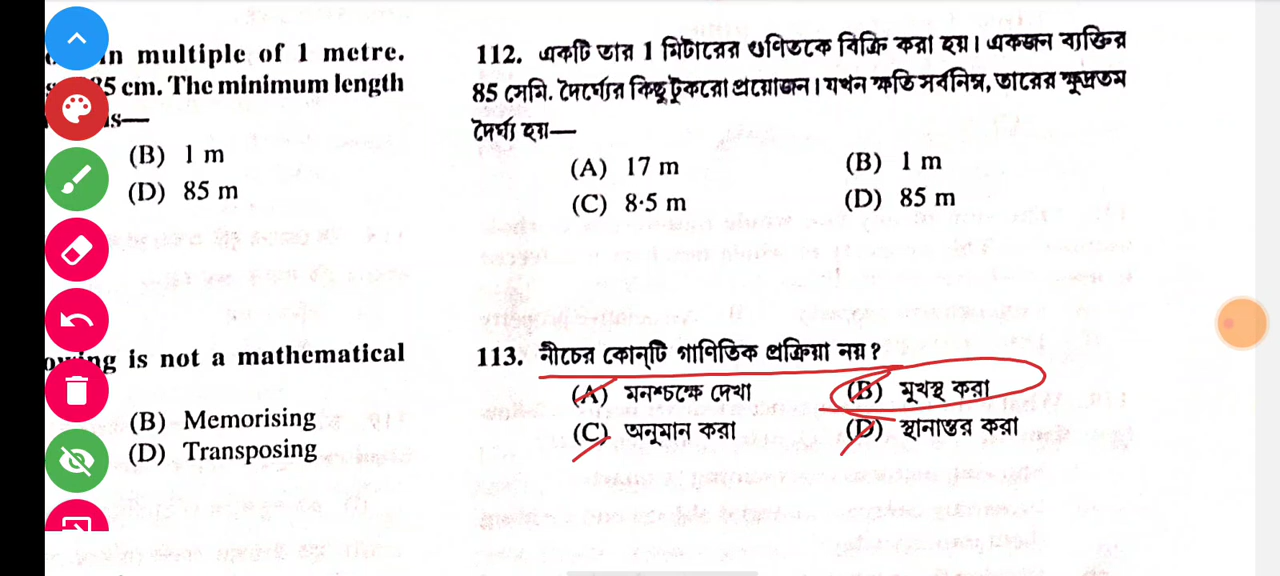 in multiple of 1 metre.
85 cm. The minimum length
is—
(B) 1 m
(D) 85 m
112. একটি তার 1 মিটারের গুণিতকে বিক্রি করা হয়। একজন ব্যক্তির
85 সেমি. দৈর্ঘ্যের কিছু টুকরো প্রয়োজন। যখন ক্ষতি সর্বনিম্ন, তারের ক্ষুদ্রতম
দৈর্ঘ্য হয়—
(A) 17 m
(B) 1 m
(C) 8·5 m
(D) 85 m
is not a mathematical
(B) Memorising
(D) Transposing
113. নীচের কোন্‌টি গাণিতিক প্রক্রিয়া নয়?
(A) মনশ্চক্ষে দেখা
(B) মুখস্থ করা
(C) অনুমান করা
(D) স্থানান্তর করা